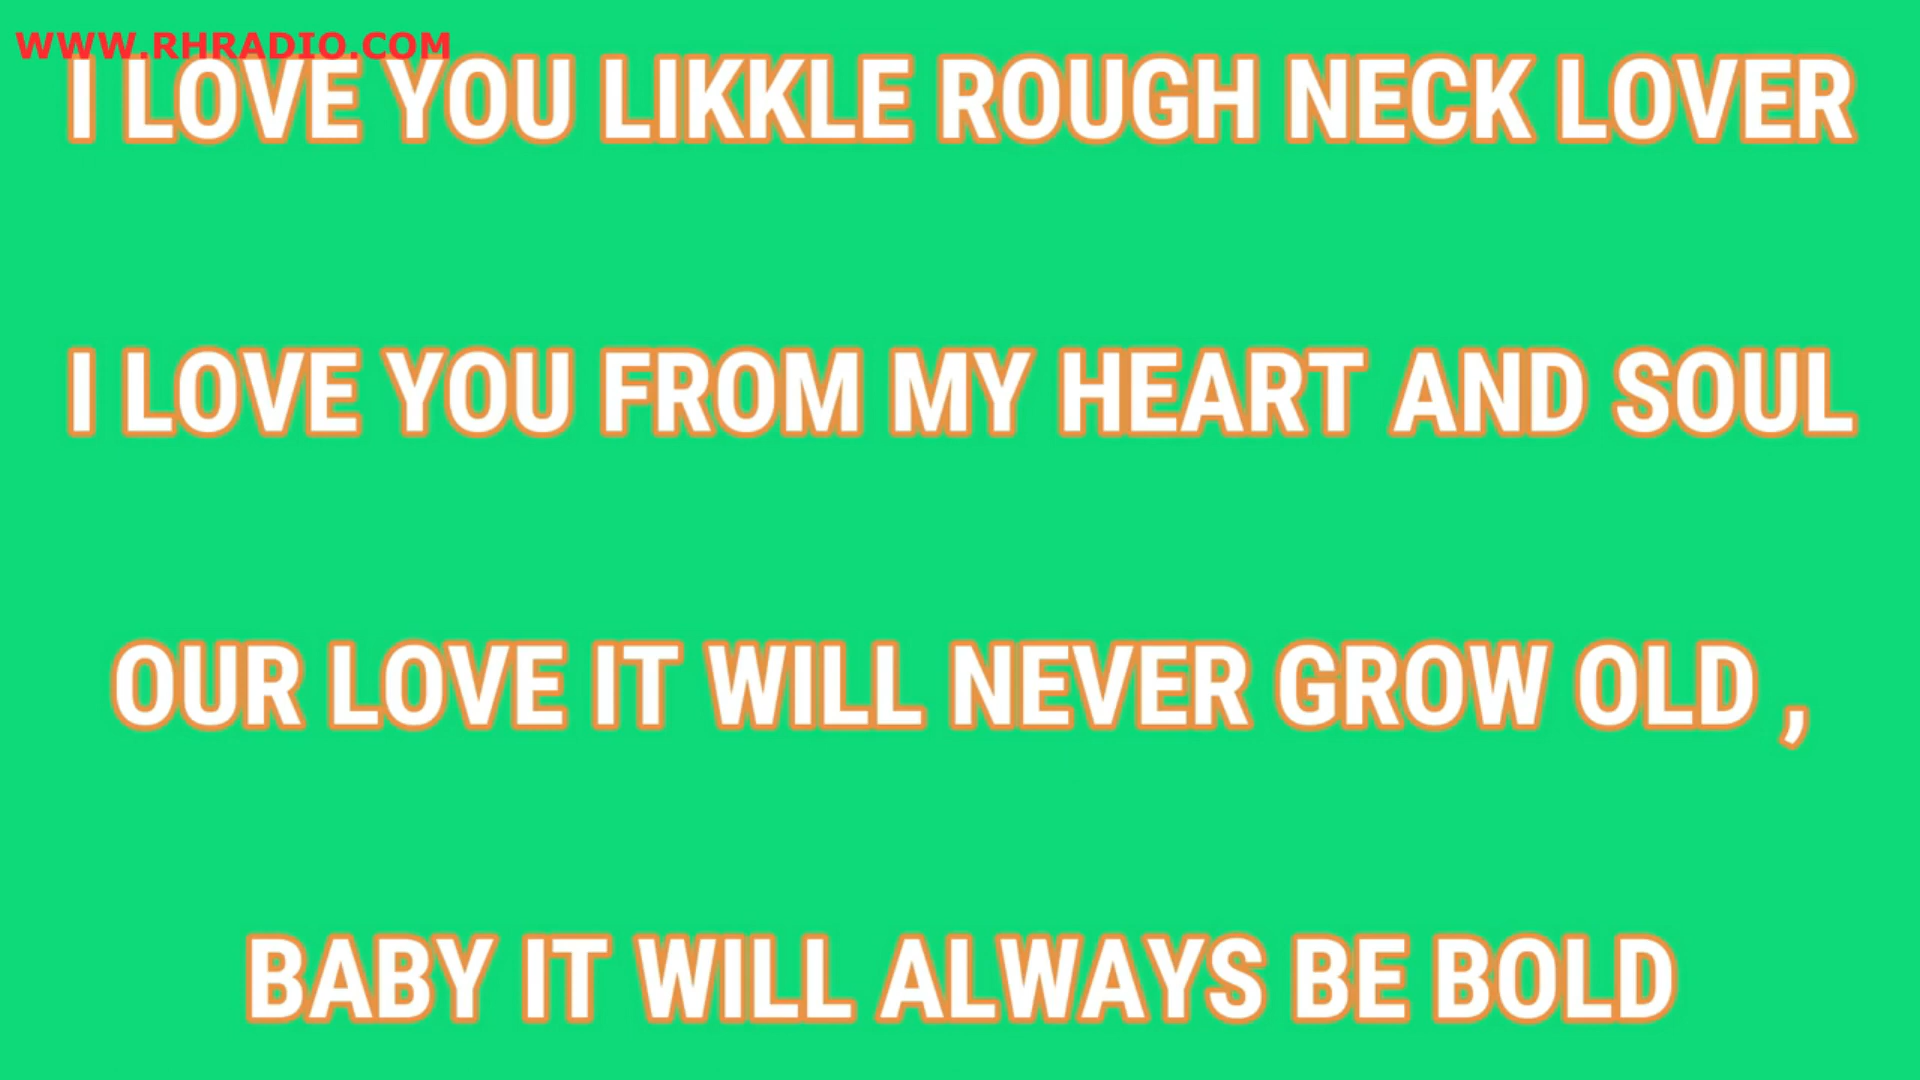 WWW.RHRADIO.COM
I LOVE YOU LIKKLE ROUGH NECK LOVER
I LOVE YOU FROM MY HEART AND SOUL
OUR LOVE IT WILL NEVER GROW OLD ,
BABY IT WILL ALWAYS BE BOLD